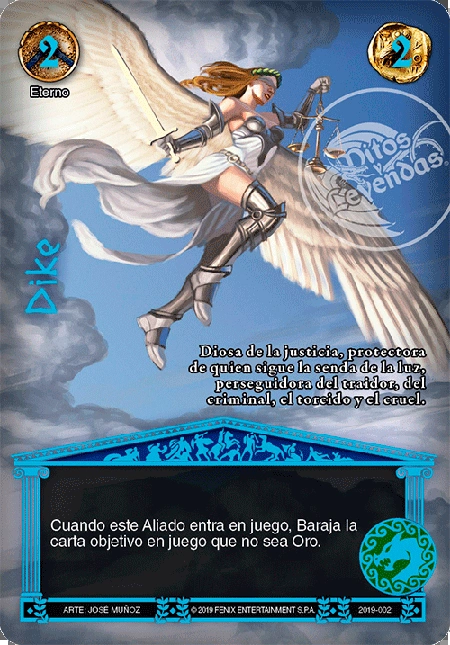 2
2
Eterno
Mitos
y
Leyendas
Dike
Diosa de la justicia, protectora
de quien sigue la senda de la luz,
perseguidora del traidor, del
criminal, el torcido y el cruel.
Cuando este Aliado entra en juego, Baraja la
carta objetivo en juego que no sea Oro.
ARTE: JOSÉ MUÑOZ
© 2019 FENIX ENTERTAINMENT S.P.A.
2019-002